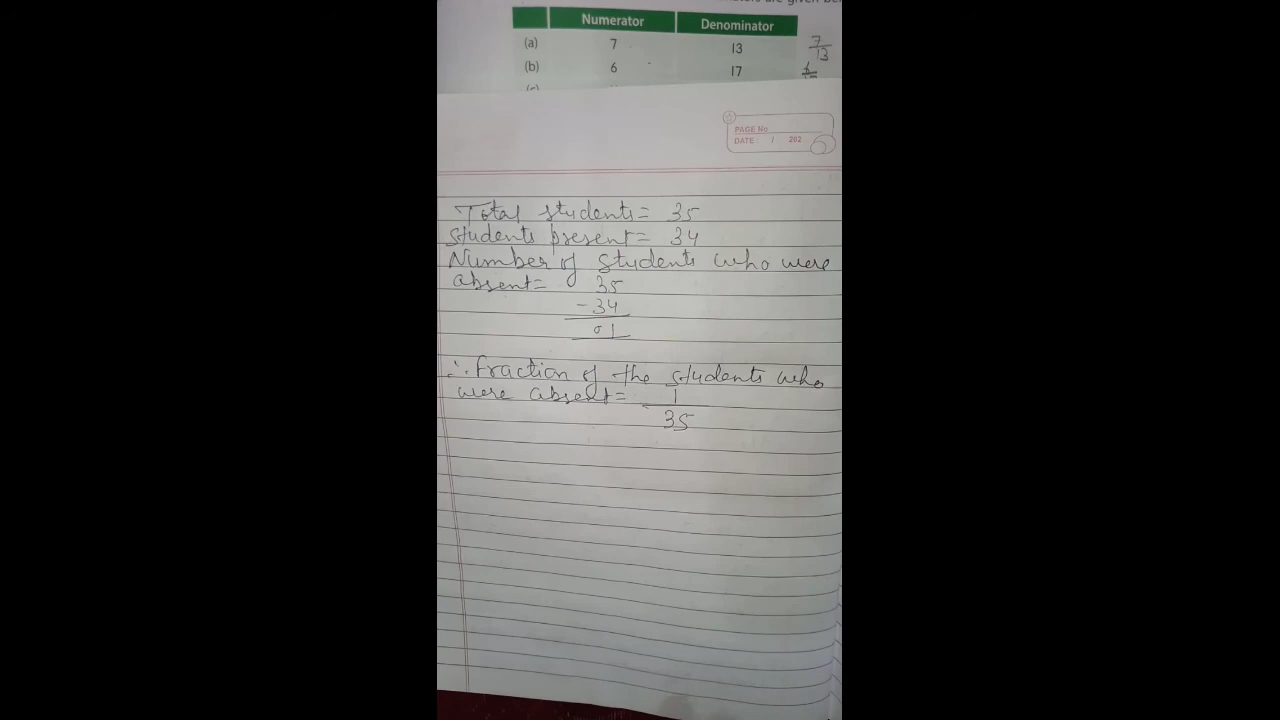 Numerator Denominator
(a) 7 13 7/13
(b) 6 17
PAGE No
DATE: / 202
Total students = 35
Students present = 34
Number of students who were
absent = 35
- 34
01
∴ fraction of the students who
were absent = 1
35